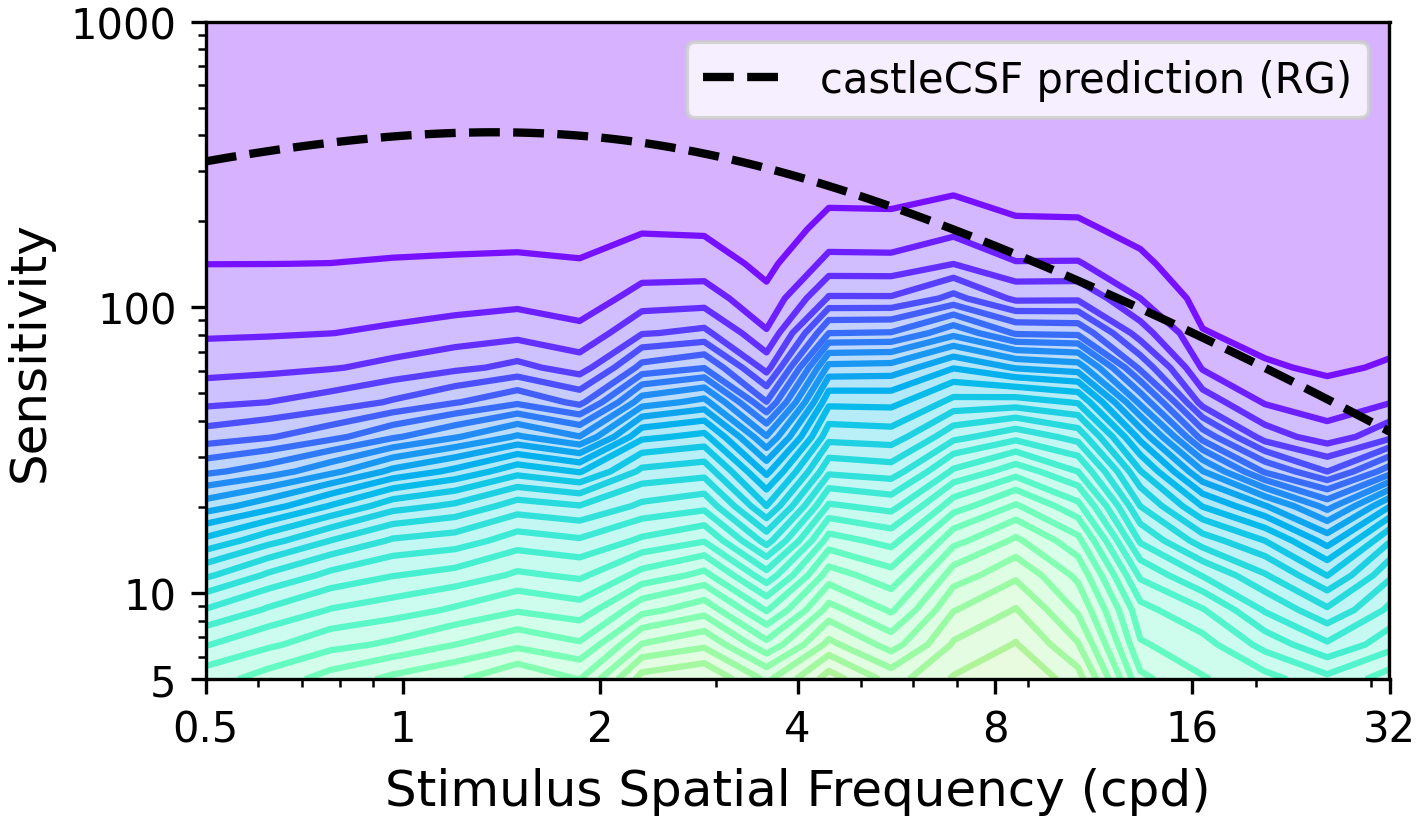 1000
100
10
5
Sensitivity
castleCSF prediction (RG)
0.5 1 2 4 8 16 32
Stimulus Spatial Frequency (cpd)